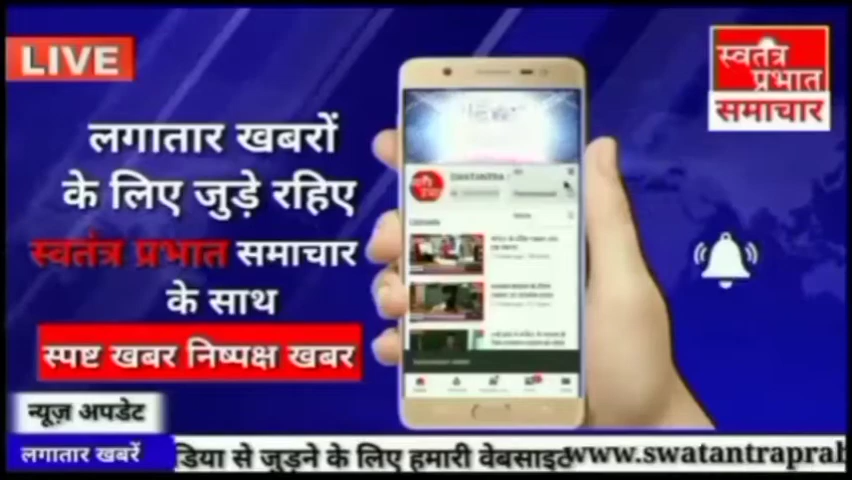 LIVE
स्वतंत्र
प्रभात
समाचार
लगातार खबरों
के लिए जुड़े रहिए
स्वतंत्र प्रभात समाचार
के साथ
स्पष्ट खबर निष्पक्ष खबर
न्यूज़ अपडेट
लगातार खबरें
डिया से जुड़ने के लिए हमारी वेबसाइट www.swatantraprab